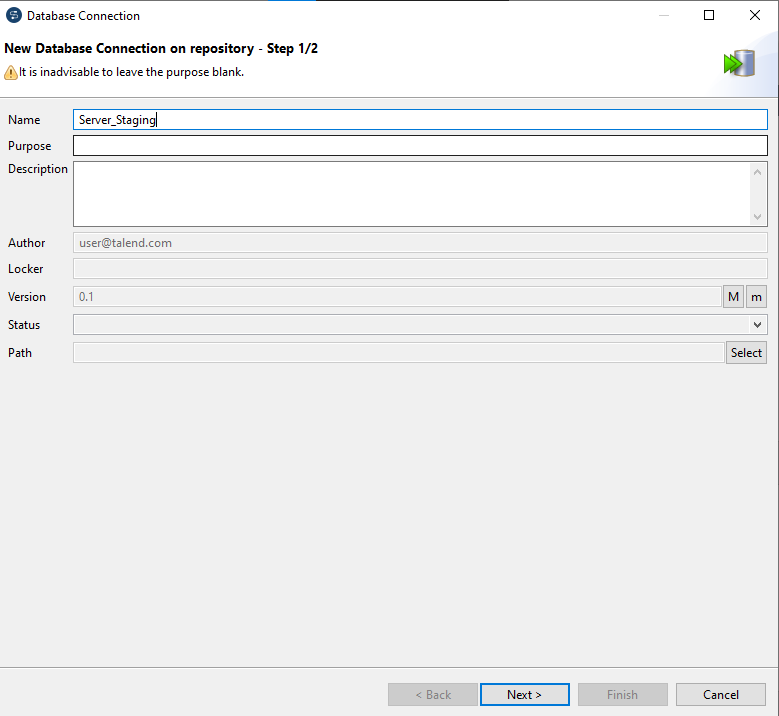 Database Connection
New Database Connection on repository - Step 1/2
It is inadvisable to leave the purpose blank.
Name Server_Staging
Purpose
Description
Author user@talend.com
Locker
Version 0.1 M m
Status
Path Select
< Back Next > Finish Cancel